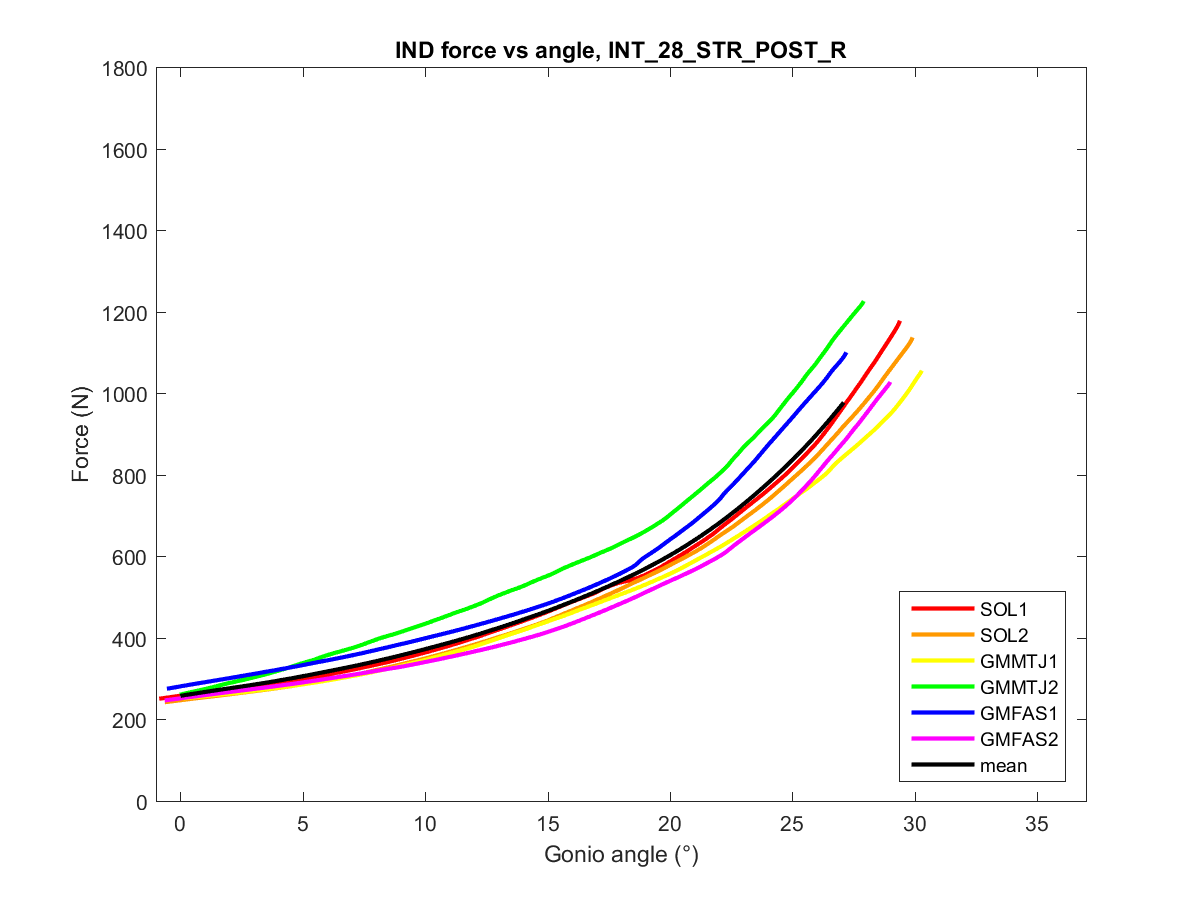 IND force vs angle, INT_28_STR_POST_R
1800
1600
1400
1200
1000
800
600
400
200
0
Force (N)
0 5 10 15 20 25 30 35
Gonio angle (°)
SOL1
SOL2
GMMTJ1
GMMTJ2
GMFAS1
GMFAS2
mean